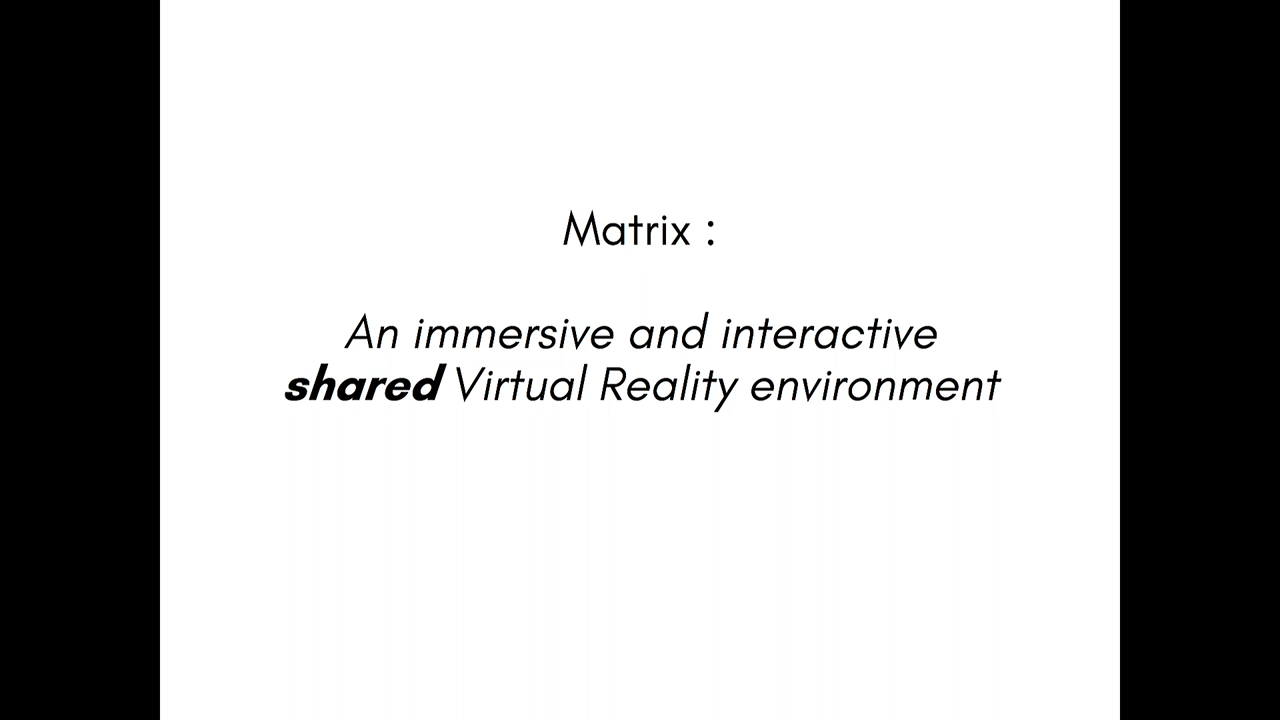 Matrix :
An immersive and interactive
shared Virtual Reality environment